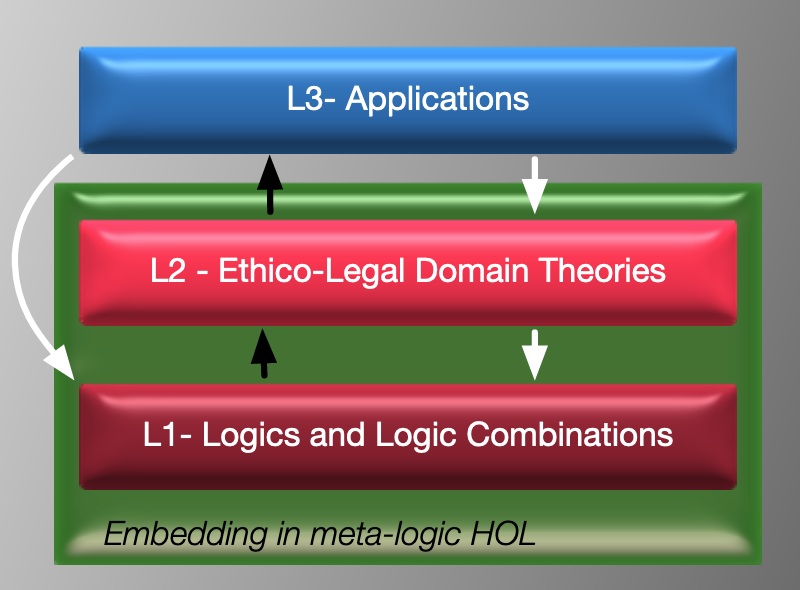 L3- Applications
L2 - Ethico-Legal Domain Theories
L1- Logics and Logic Combinations
Embedding in meta-logic HOL